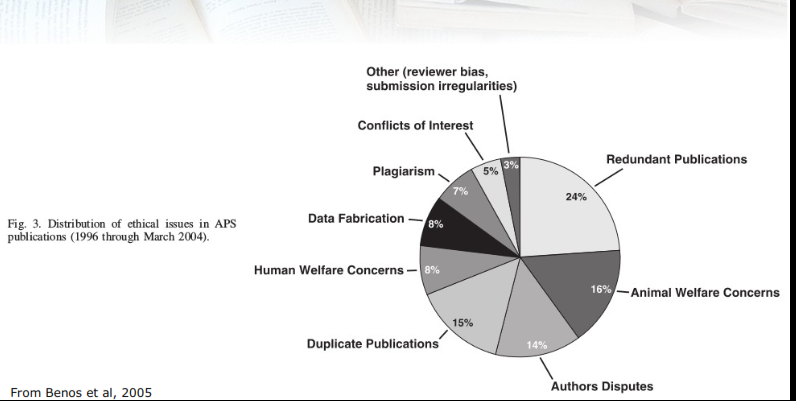 Other (reviewer bias,
submission irregularities)
Conflicts of Interest
Plagiarism
Data Fabrication
Human Welfare Concerns
Duplicate Publications
Redundant Publications
Animal Welfare Concerns
Authors Disputes
3%
5%
7%
8%
8%
15%
14%
16%
24%
Fig. 3. Distribution of ethical issues in APS
publications (1996 through March 2004).
From Benos et al, 2005